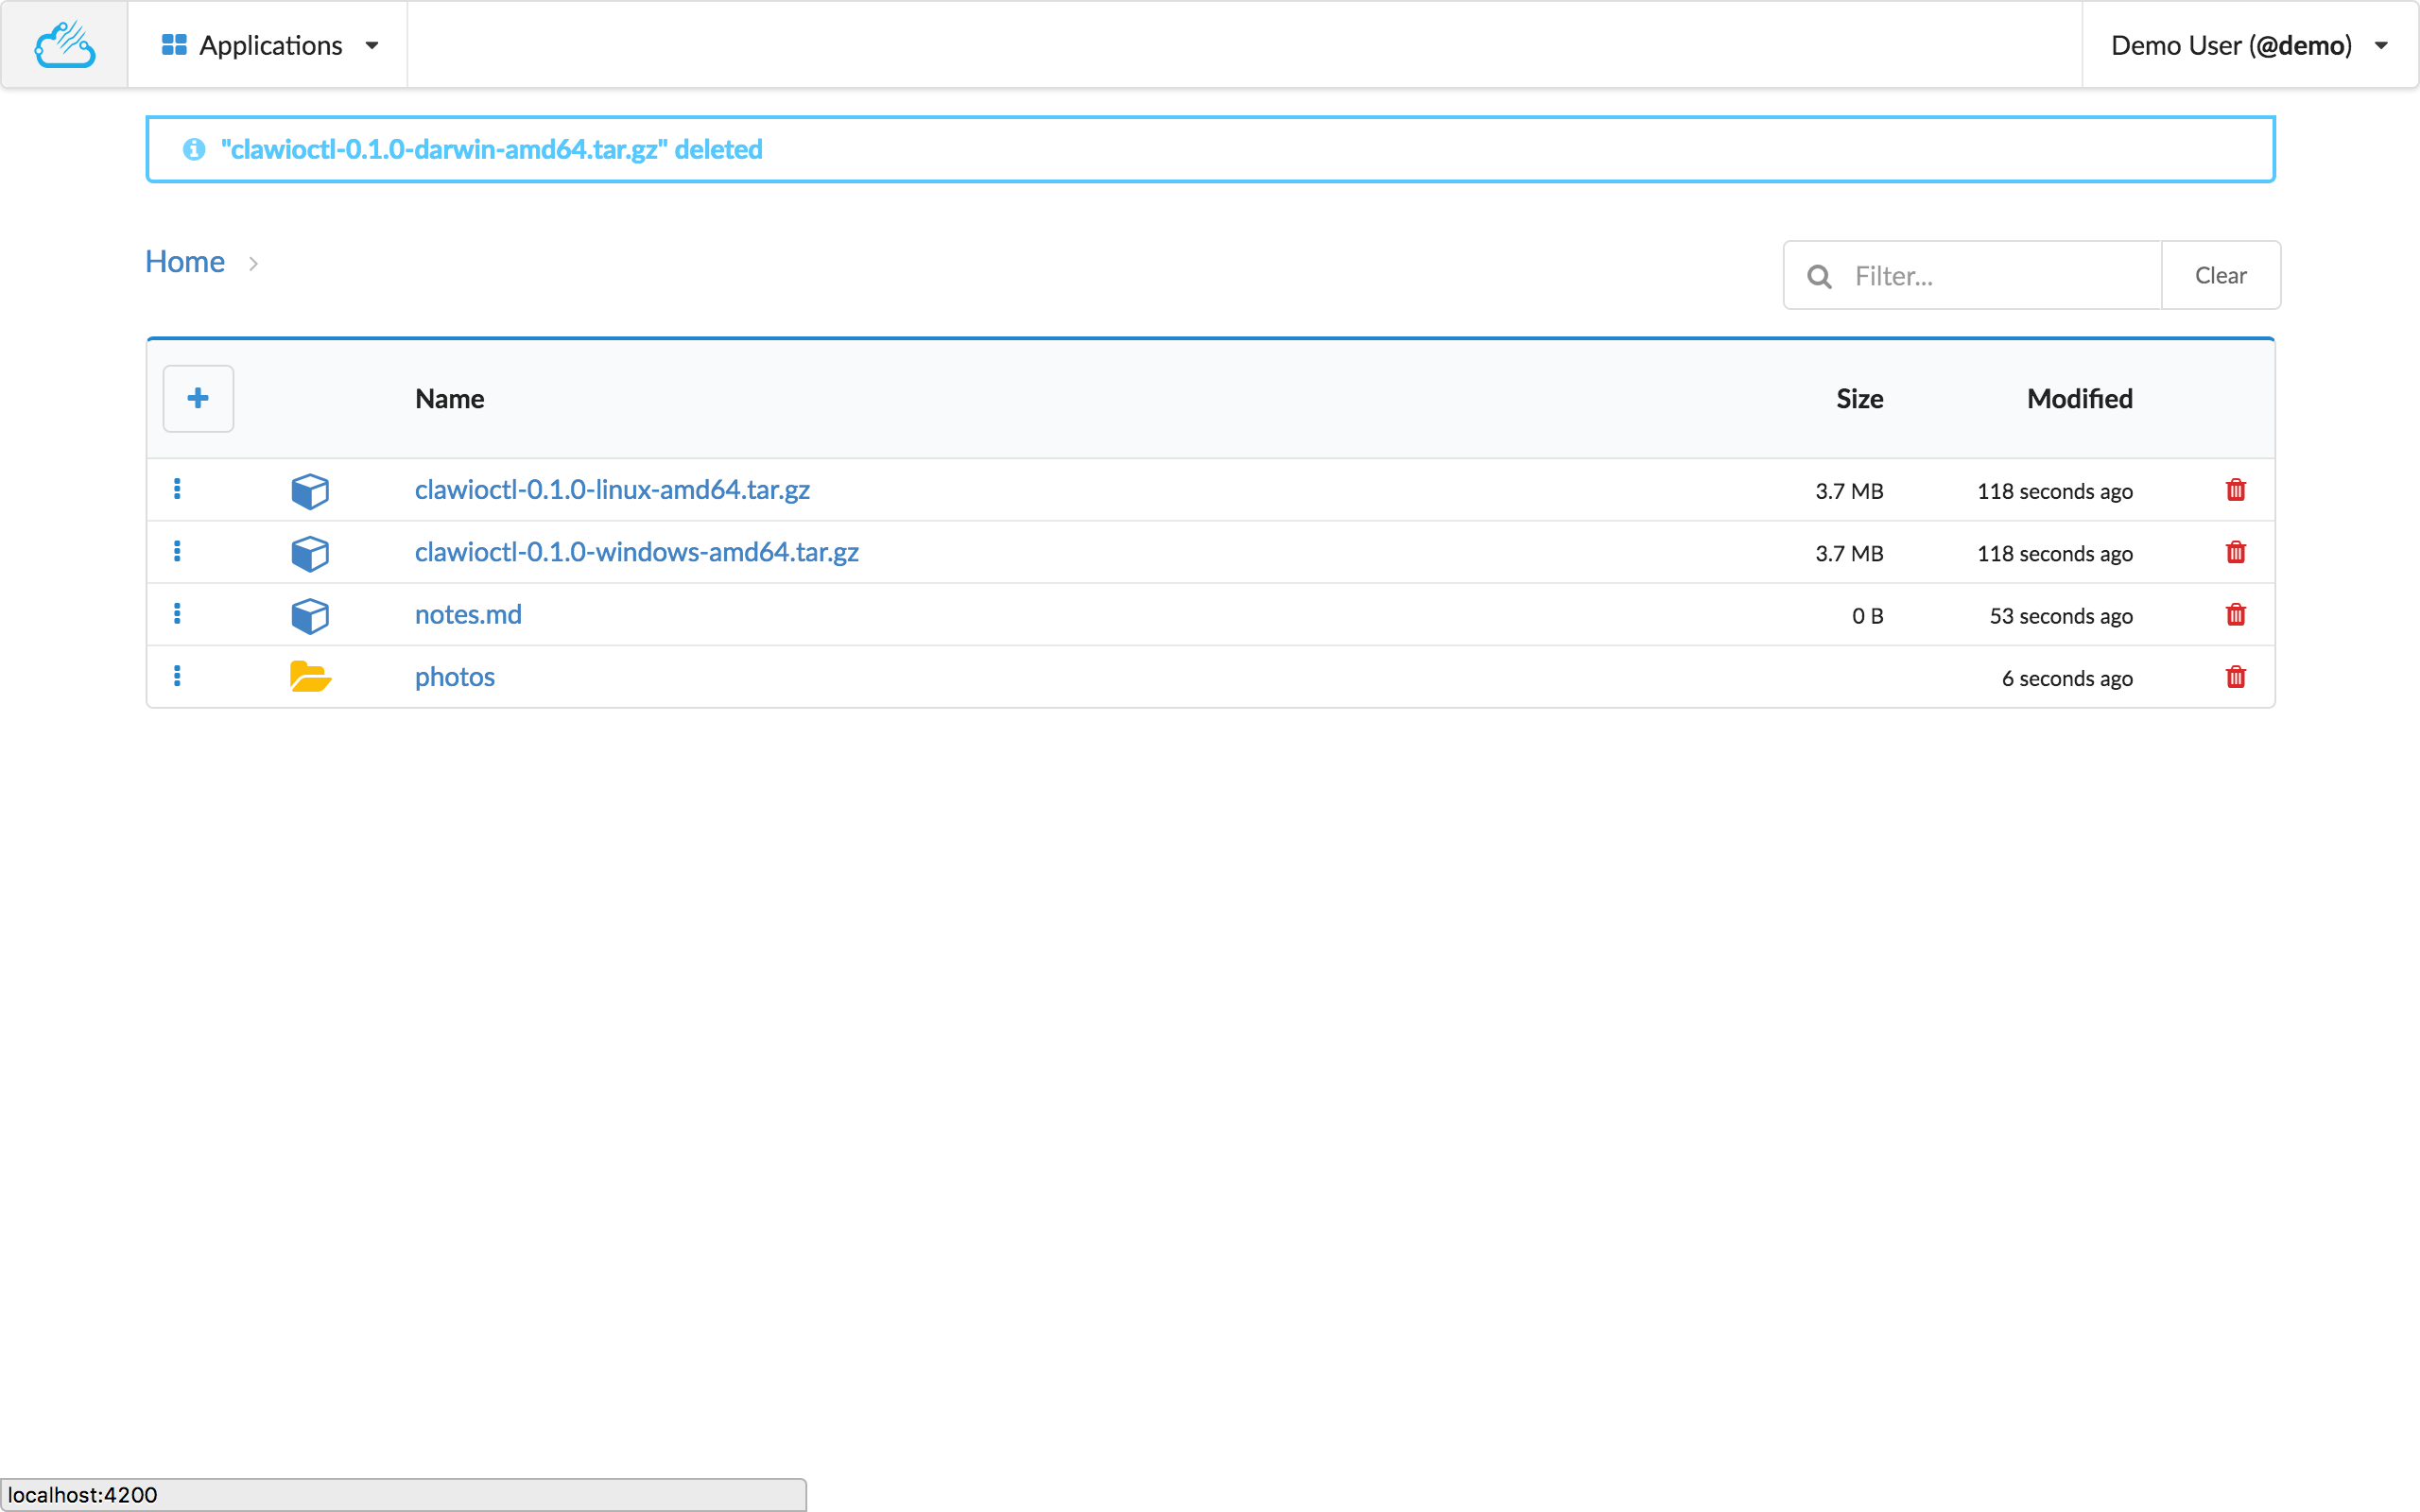 Applications
Demo User (@demo)
"clawioctl-0.1.0-darwin-amd64.tar.gz" deleted
Home
Filter...
Clear
Name Size Modified
clawioctl-0.1.0-linux-amd64.tar.gz 3.7 MB 118 seconds ago
clawioctl-0.1.0-windows-amd64.tar.gz 3.7 MB 118 seconds ago
notes.md 0 B 53 seconds ago
photos 6 seconds ago
localhost:4200